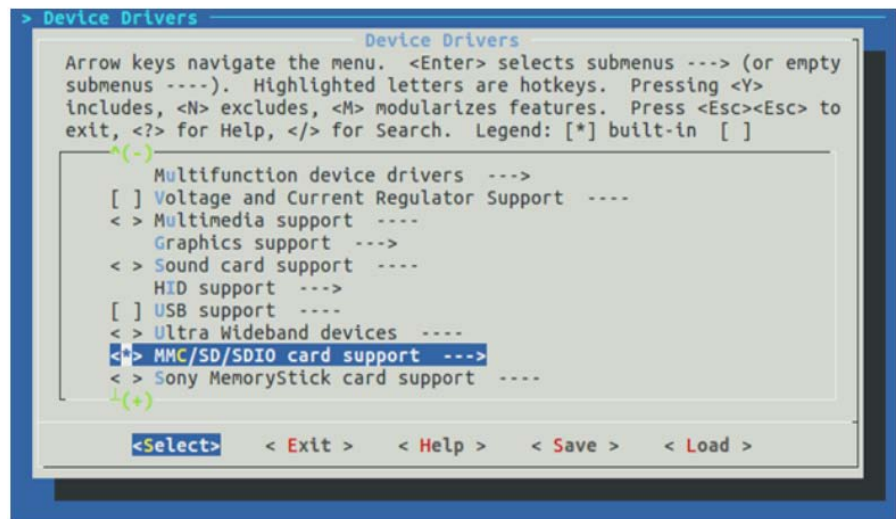 > Device Drivers
Device Drivers
Arrow keys navigate the menu.  <Enter> selects submenus ---> (or empty
submenus ----).  Highlighted letters are hotkeys.  Pressing <Y>
includes, <N> excludes, <M> modularizes features.  Press <Esc><Esc> to
exit, <?> for Help, </> for Search.  Legend: [*] built-in  [ ]
^(-)
Multifunction device drivers  --->
[ ] Voltage and Current Regulator Support  ----
< > Multimedia support  ----
Graphics support  --->
< > Sound card support  ----
HID support  --->
[ ] USB support  ----
< > Ultra Wideband devices  ----
<*> MMC/SD/SDIO card support  --->
< > Sony MemoryStick card support  ----
┴(+)
<Select>    < Exit >    < Help >    < Save >    < Load >